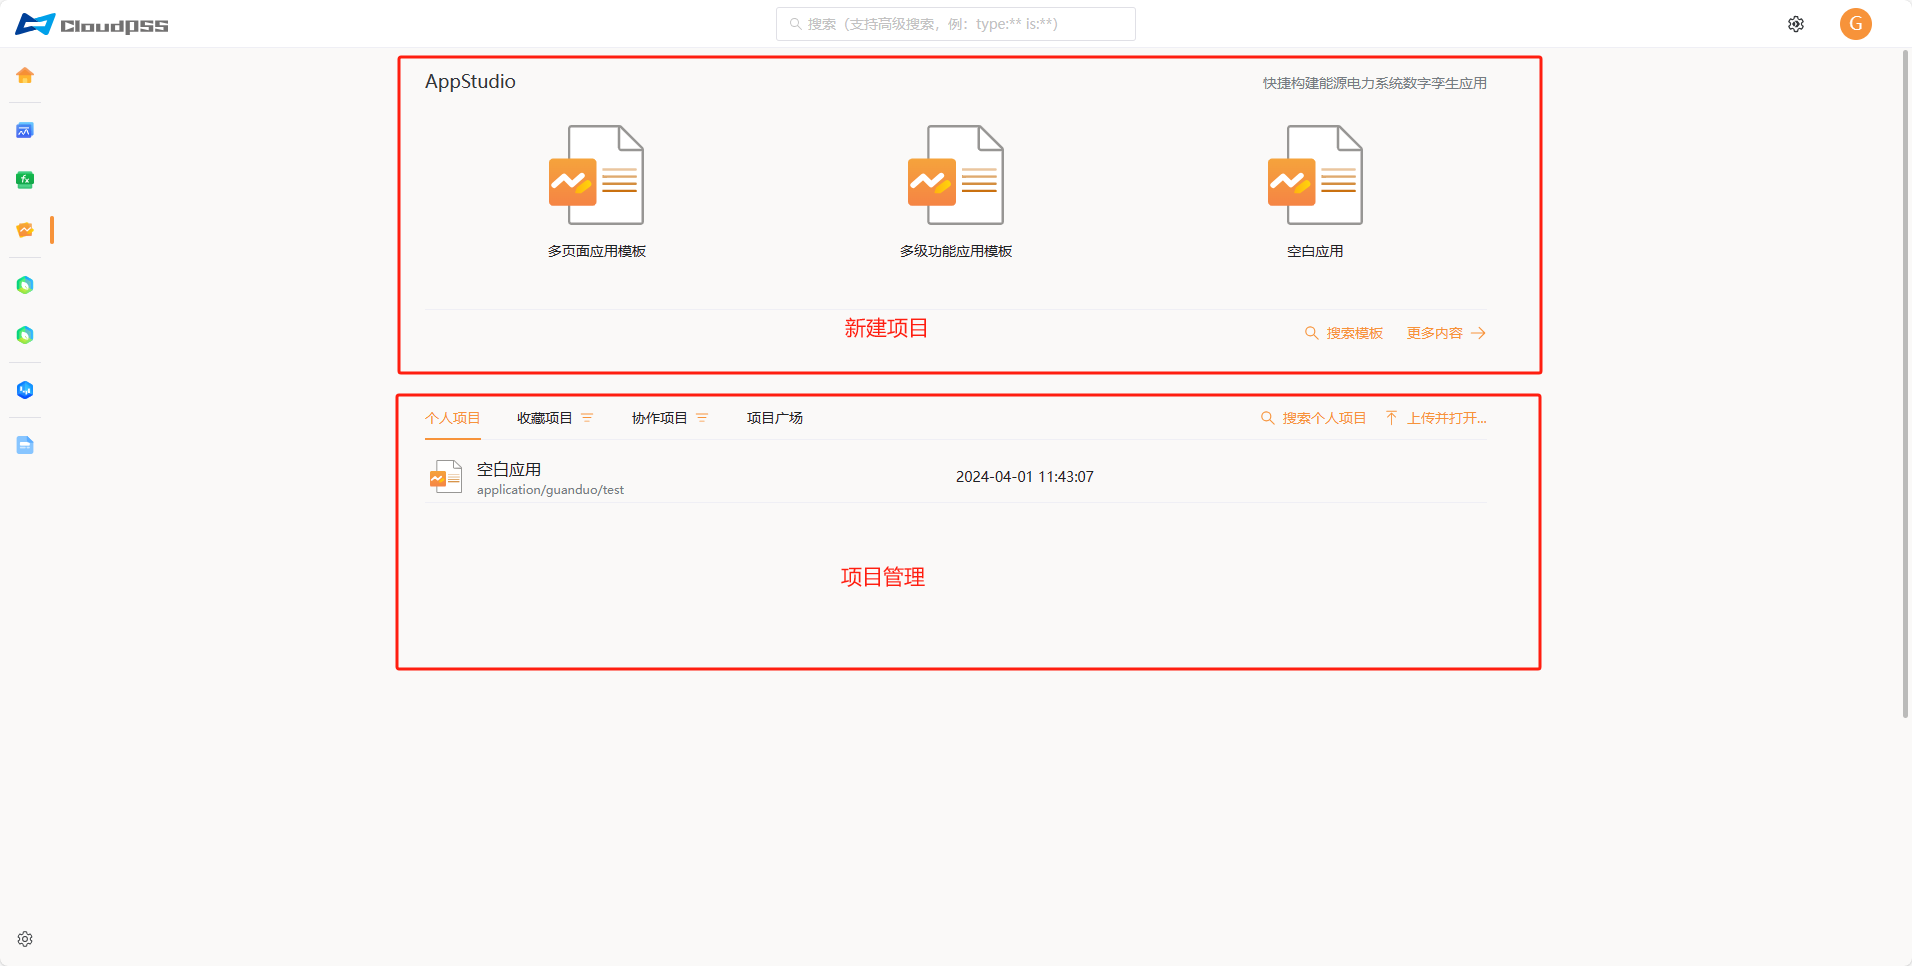 CloudPSS
搜索（支持高级搜索，例：type:** is:**）
G
AppStudio
快捷构建能源电力系统数字孪生应用
多页面应用模板
多级功能应用模板
空白应用
新建项目
搜索模板
更多内容
个人项目
收藏项目
协作项目
项目广场
搜索个人项目
上传并打开...
空白应用
2024-04-01 11:43:07
application/guanduo/test
项目管理